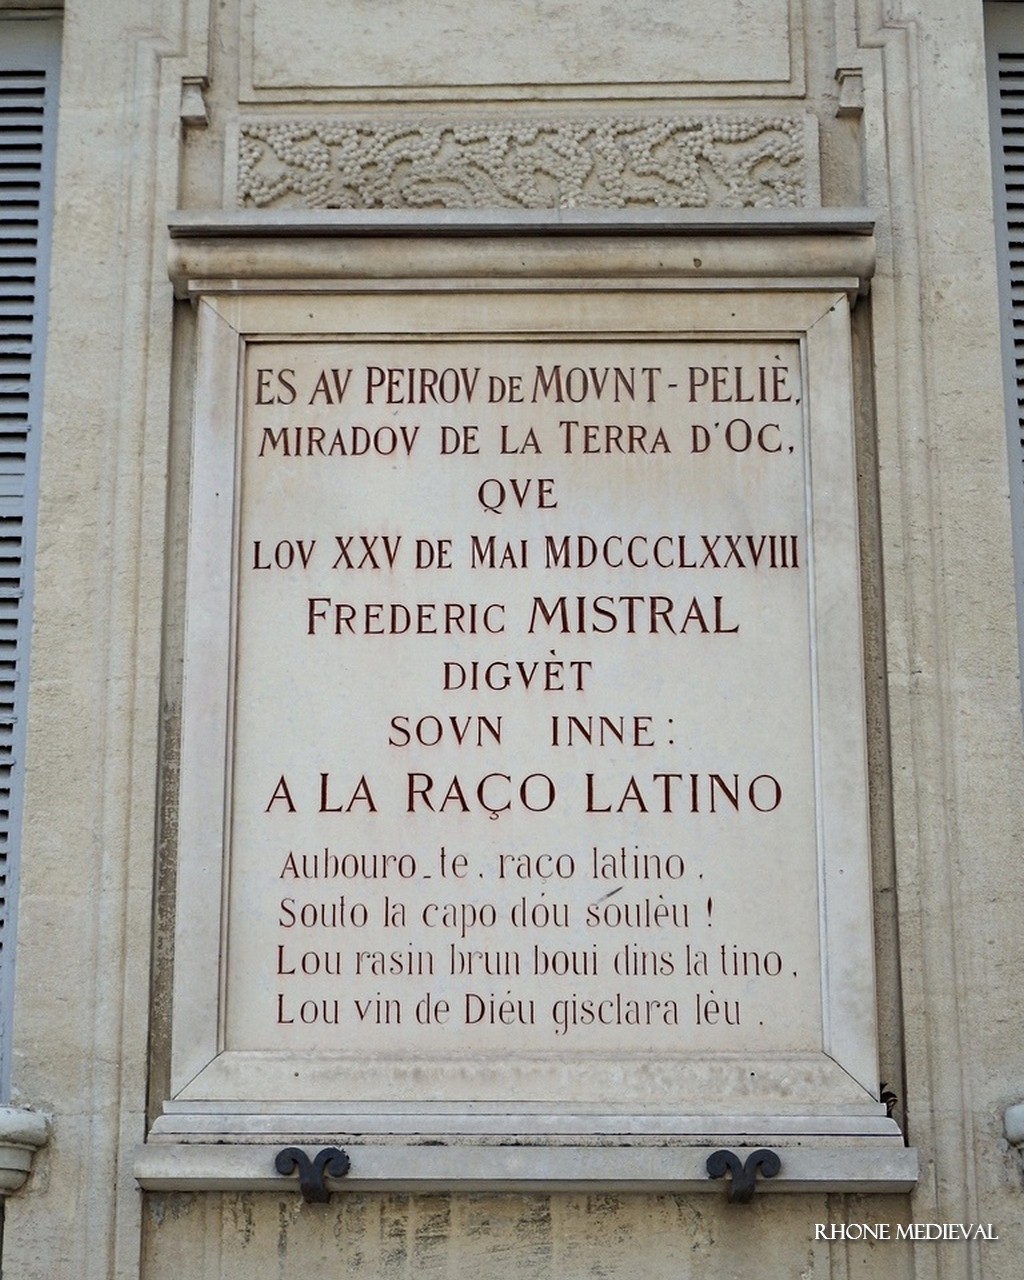 ES AV PEIROV DE MOVNT-PELIÈ,
MIRADOV DE LA TERRA D'OC,
QVE
LOV XXV DE MAI MDCCCLXXVIII
FREDERIC MISTRAL
DIGVÈT
SOVN INNE:
A LA RAÇO LATINO
Aubouro-te, raço latino,
Souto la capo dóu soulèu !
Lou rasin brun boui dins la tino,
Lou vin de Diéu gisclara lèu .
RHONE MEDIEVAL